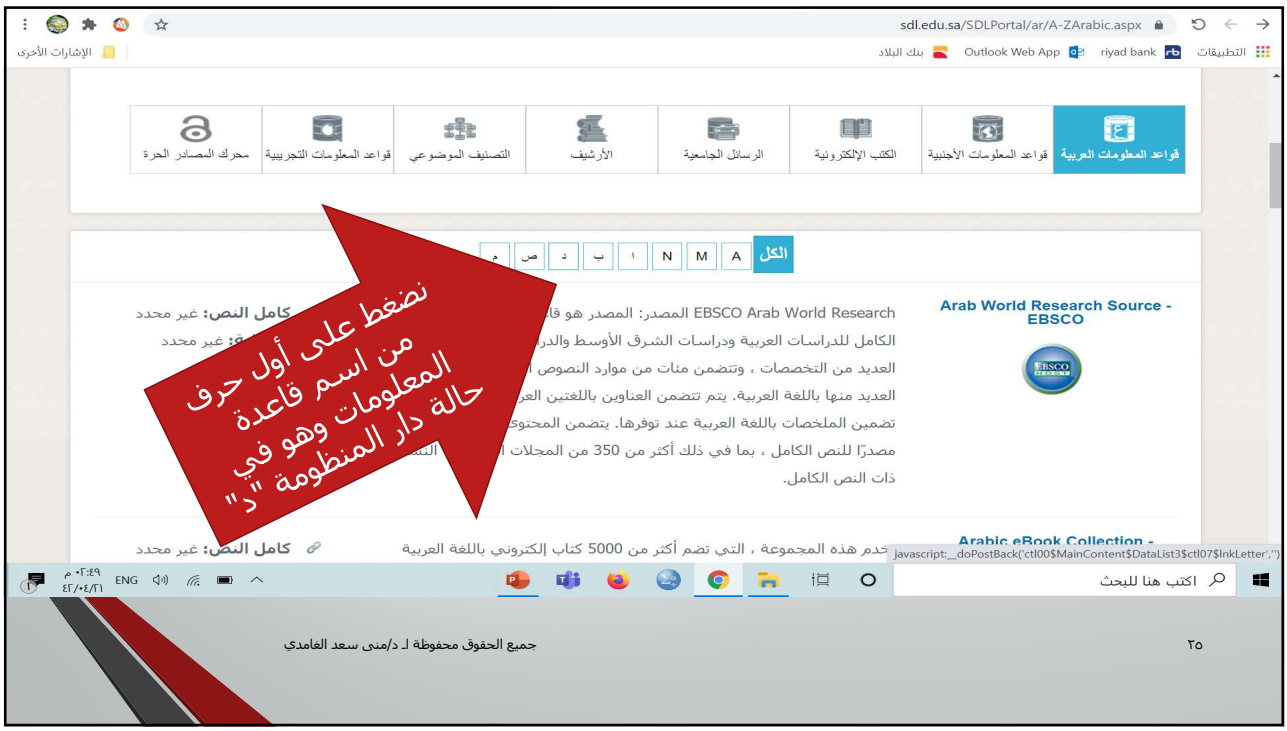 sdl.edu.sa/SDLPortal/ar/A-ZArabic.aspx
التطبيقات riyad bank Outlook Web App بنك البلاد الإشارات الأخرى
قواعد المعلومات العربية
قواعد المعلومات الأجنبية
الكتب الإلكترونية
الرسائل الجامعية
الأرشيف
التصنيف الموضوعي
قواعد المعلومات التجريبية
محرك المصادر الحرة
الكل A M N ا ب د ص م
Arab World Research Source -
EBSCO
EBSCO
HOST
EBSCO Arab World Research المصدر: المصدر هو
الكامل للدراسات العربية ودراسات الشرق الأوسط
العديد من التخصصات ، وتتضمن مئات من موارد النصوص
العديد منها باللغة العربية. يتم تتضمن العناوين باللغتين
تضمين الملخصات باللغة العربية عند توفرها. يتضمن
مصدرًا للنص الكامل ، بما في ذلك أكثر من 350 من المجلات
ذات النص الكامل.
كامل النص: غير محدد
غير محدد
نضغط على أول حرف
من اسم قاعدة
المعلومات وهو في
حالة دار المنظومة "د"
Arabic eBook Collection -
هذه المجموعة ، التي تضم أكثر من 5000 كتاب إلكتروني باللغة العربية
كامل النص: غير محدد
javascript:__doPostBack('ctl00$MainContent$DataList3$ctl07$lnkLetter','')
اكتب هنا للبحث
ENG
٠٢:٤٩ م
٤٢/٠٤/٢١
١
٢٥
جميع الحقوق محفوظة لـ د/منى سعد الغامدي